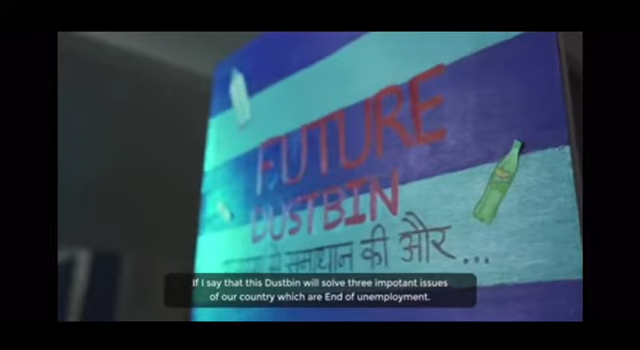 FUTURE
DUSTBIN
से समाधान की और...
If I say that this Dustbin will solve three impotant issues
of our country which are End of unemployment.